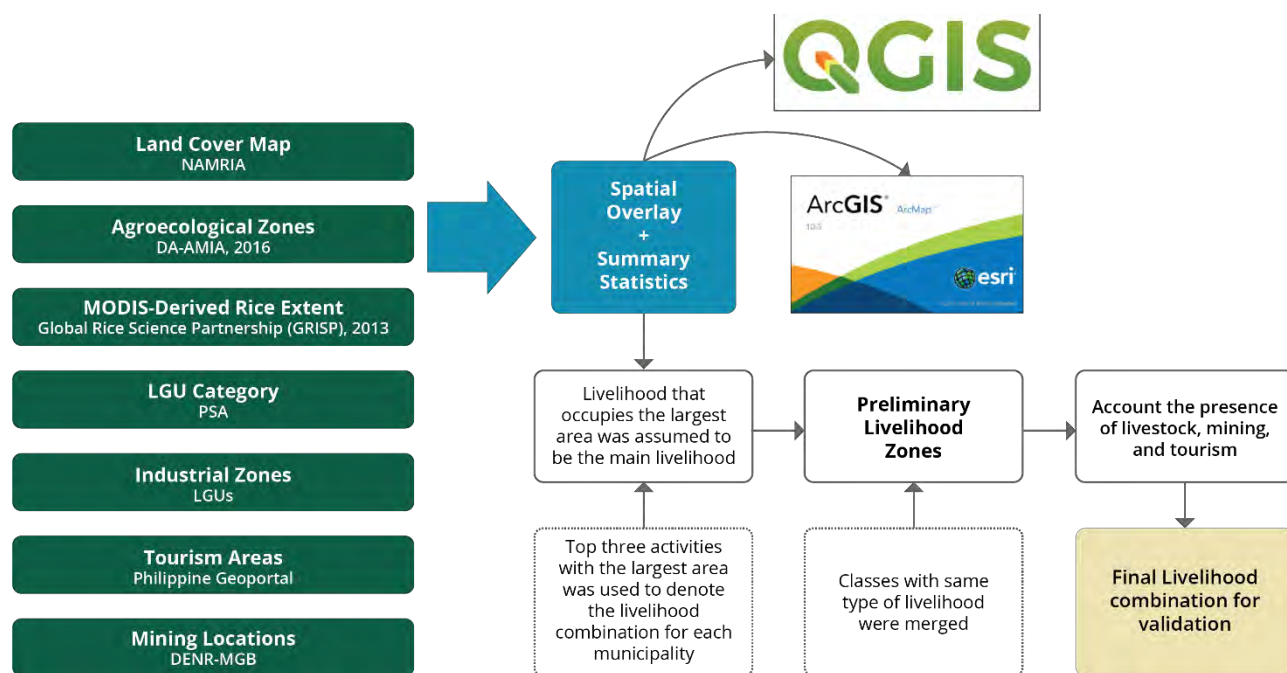 Land Cover Map
NAMRIA
Agroecological Zones
DA-AMIA, 2016
MODIS-Derived Rice Extent
Global Rice Science Partnership (GRISP), 2013
LGU Category
PSA
Industrial Zones
LGUs
Tourism Areas
Philippine Geoportal
Mining Locations
DENR-MGB
Spatial
Overlay
+
Summary
Statistics
QGIS
ArcGIS® ArcMap™
esri
Livelihood that
occupies the largest
area was assumed to
be the main livelihood
Top three activities
with the largest area
was used to denote
the livelihood
combination for each
municipality
Preliminary
Livelihood
Zones
Classes with same
type of livelihood
were merged
Account the presence
of livestock, mining,
and tourism
Final Livelihood
combination for
validation